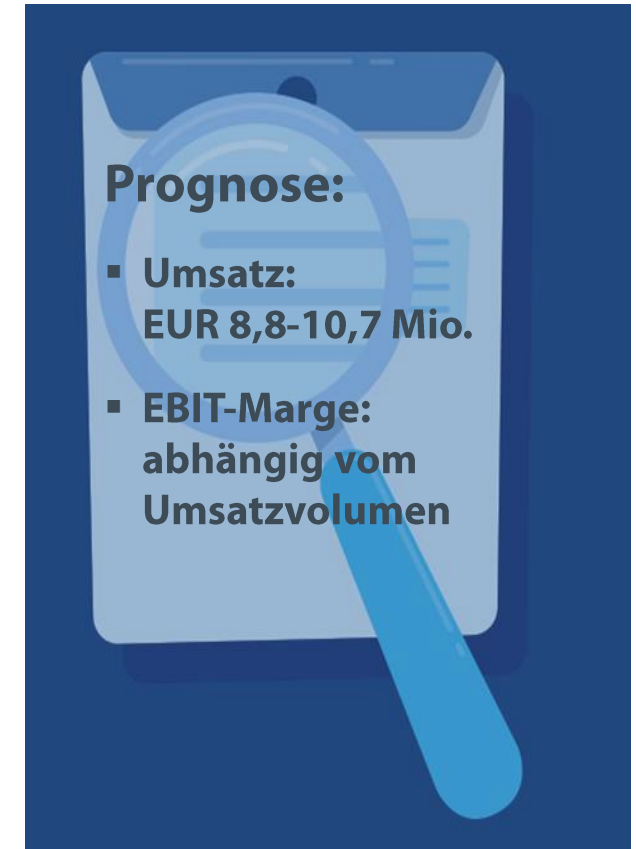 Prognose:
▪ Umsatz:
EUR 8,8-10,7 Mio.
▪ EBIT-Marge:
abhängig vom
Umsatzvolumen